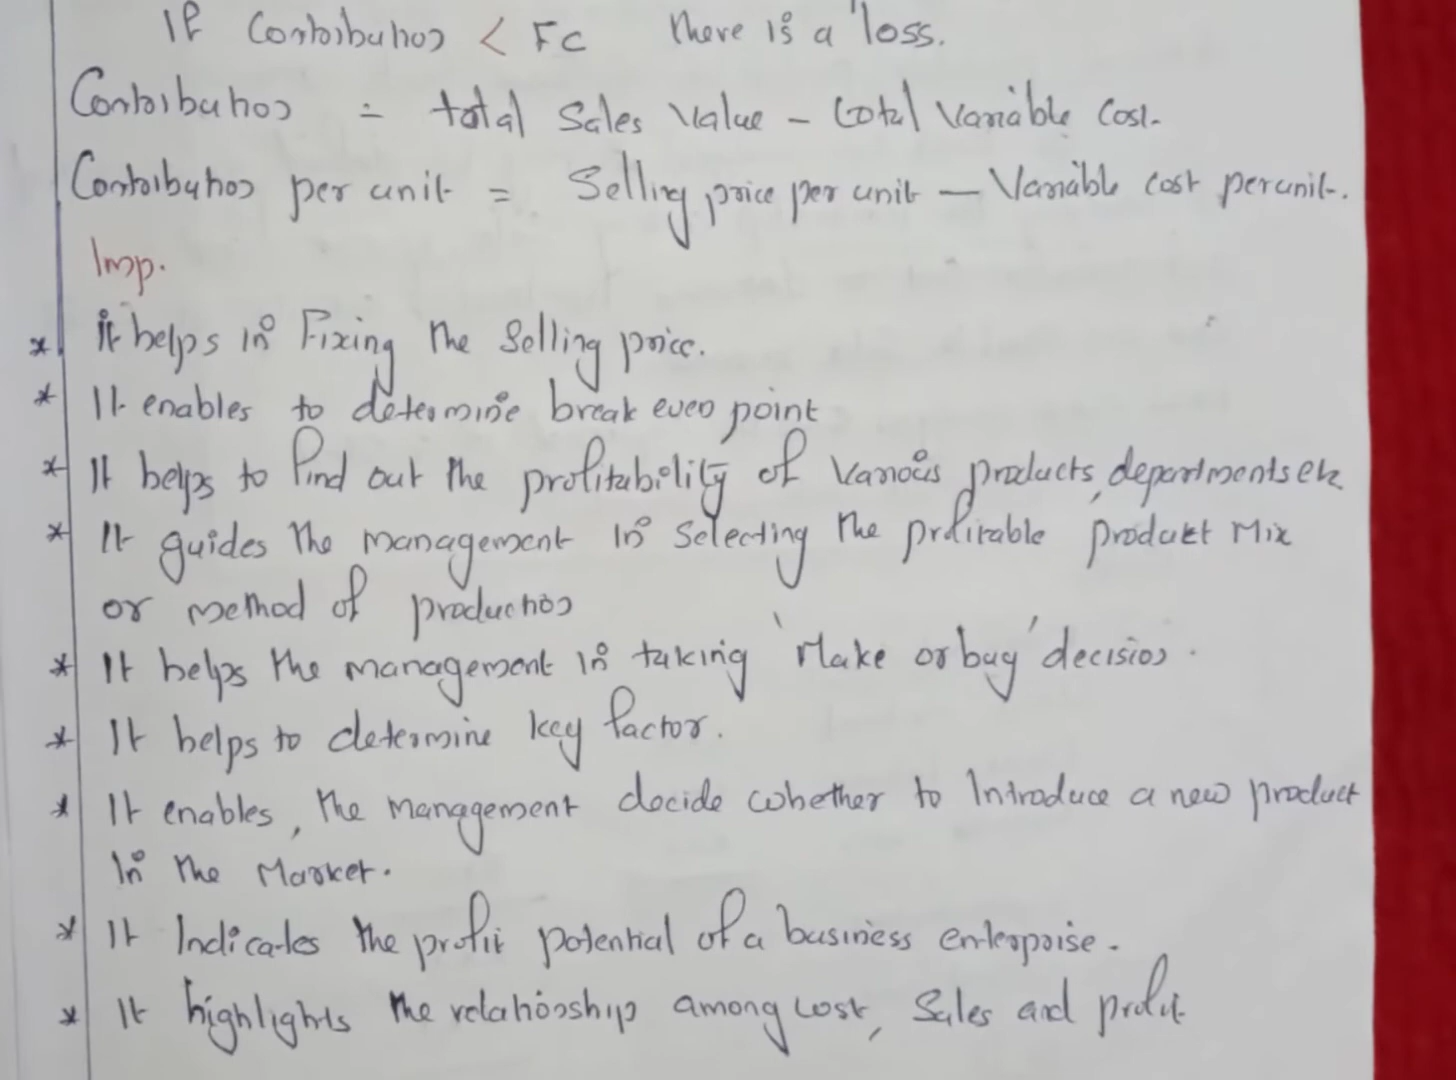 If Contribution < FC there is a loss.
Contribution = total Sales Value - total Variable Cost.
Contribution per unit = Selling price per unit - Variable cost per unit.
Imp.
* It helps in Fixing the Selling price.
* It enables to determine break even point
* It helps to find out the profitability of Various products, departments etc
* It guides the management in Selecting the profitable product Mix
or method of production
* It helps the management in taking 'Make or buy' decision.
* It helps to determine key factor.
* It enables, the management decide whether to Introduce a new product
In the Market.
* It Indicates the profit potential of a business enterprise.
* It highlights the relationship among cost, Sales and profit